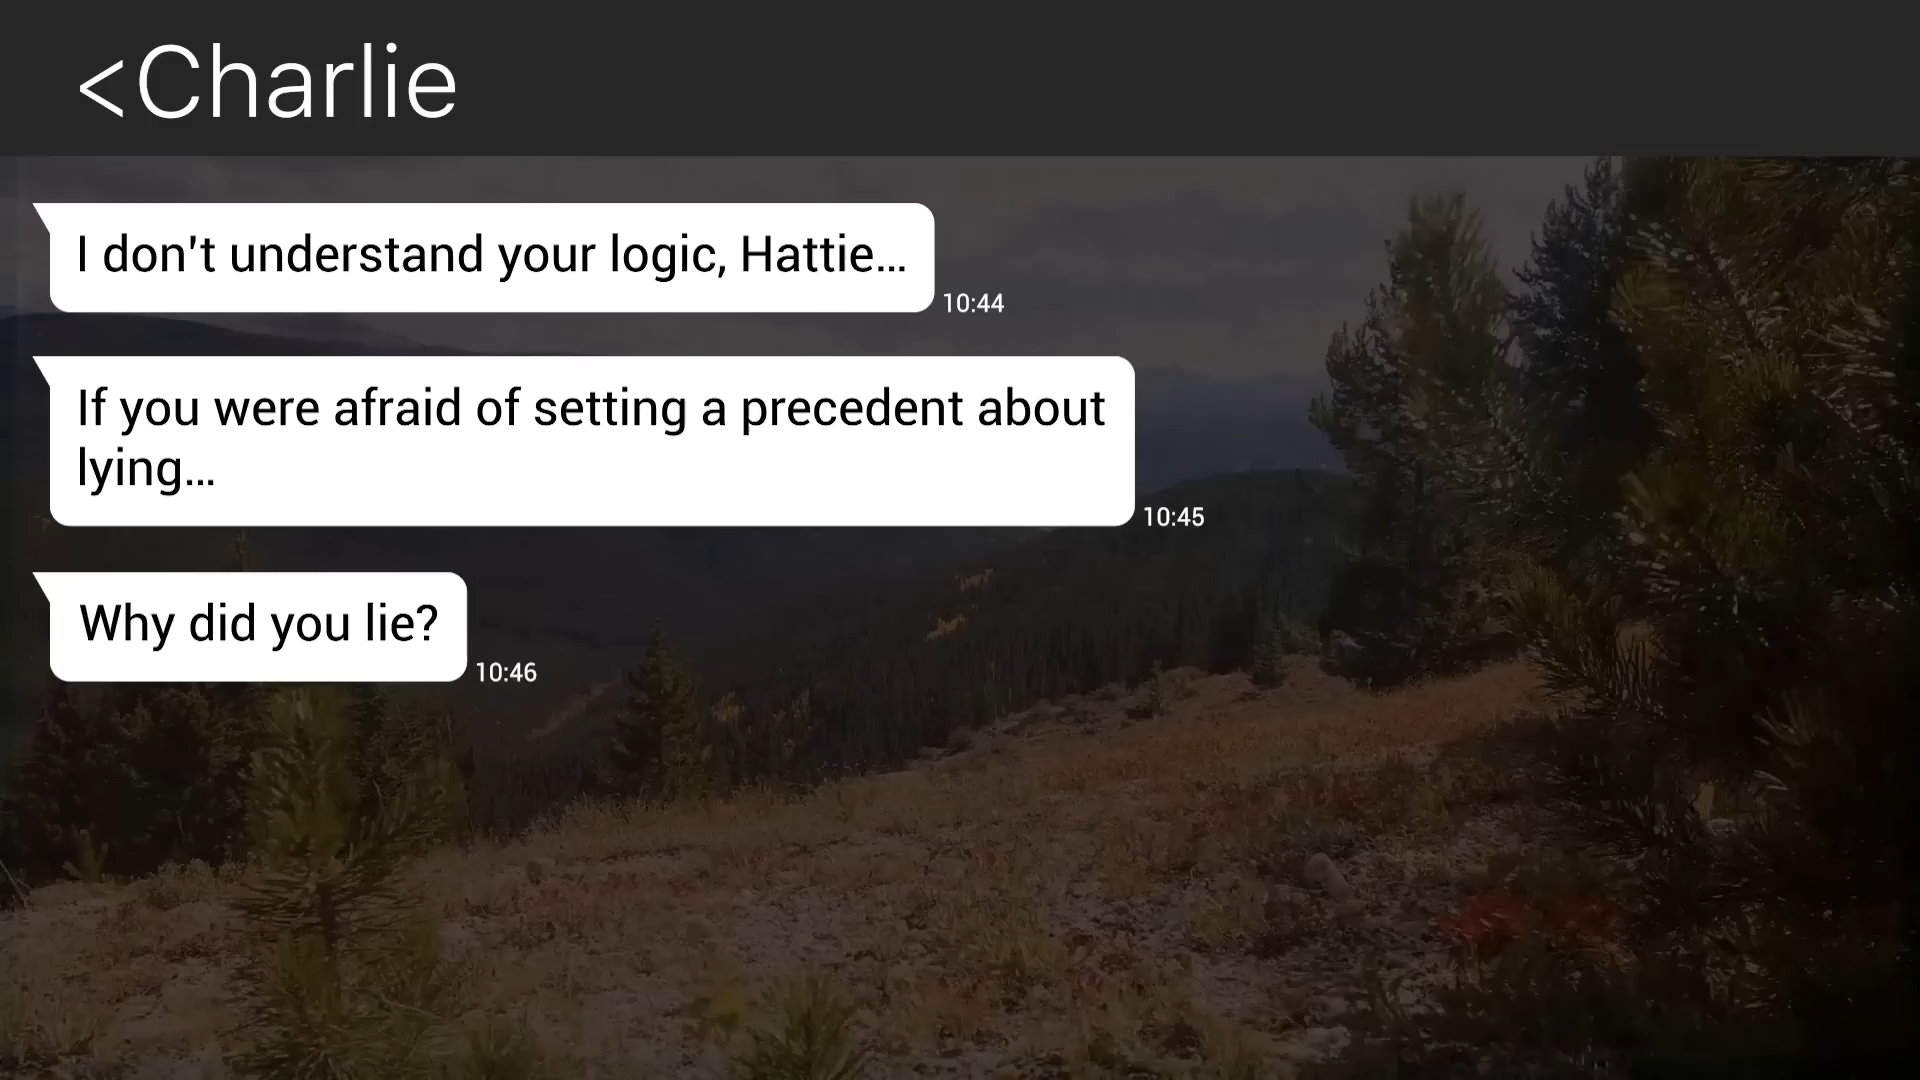 <Charlie
I don't understand your logic, Hattie...
10:44
If you were afraid of setting a precedent about
lying...
10:45
Why did you lie?
10:46